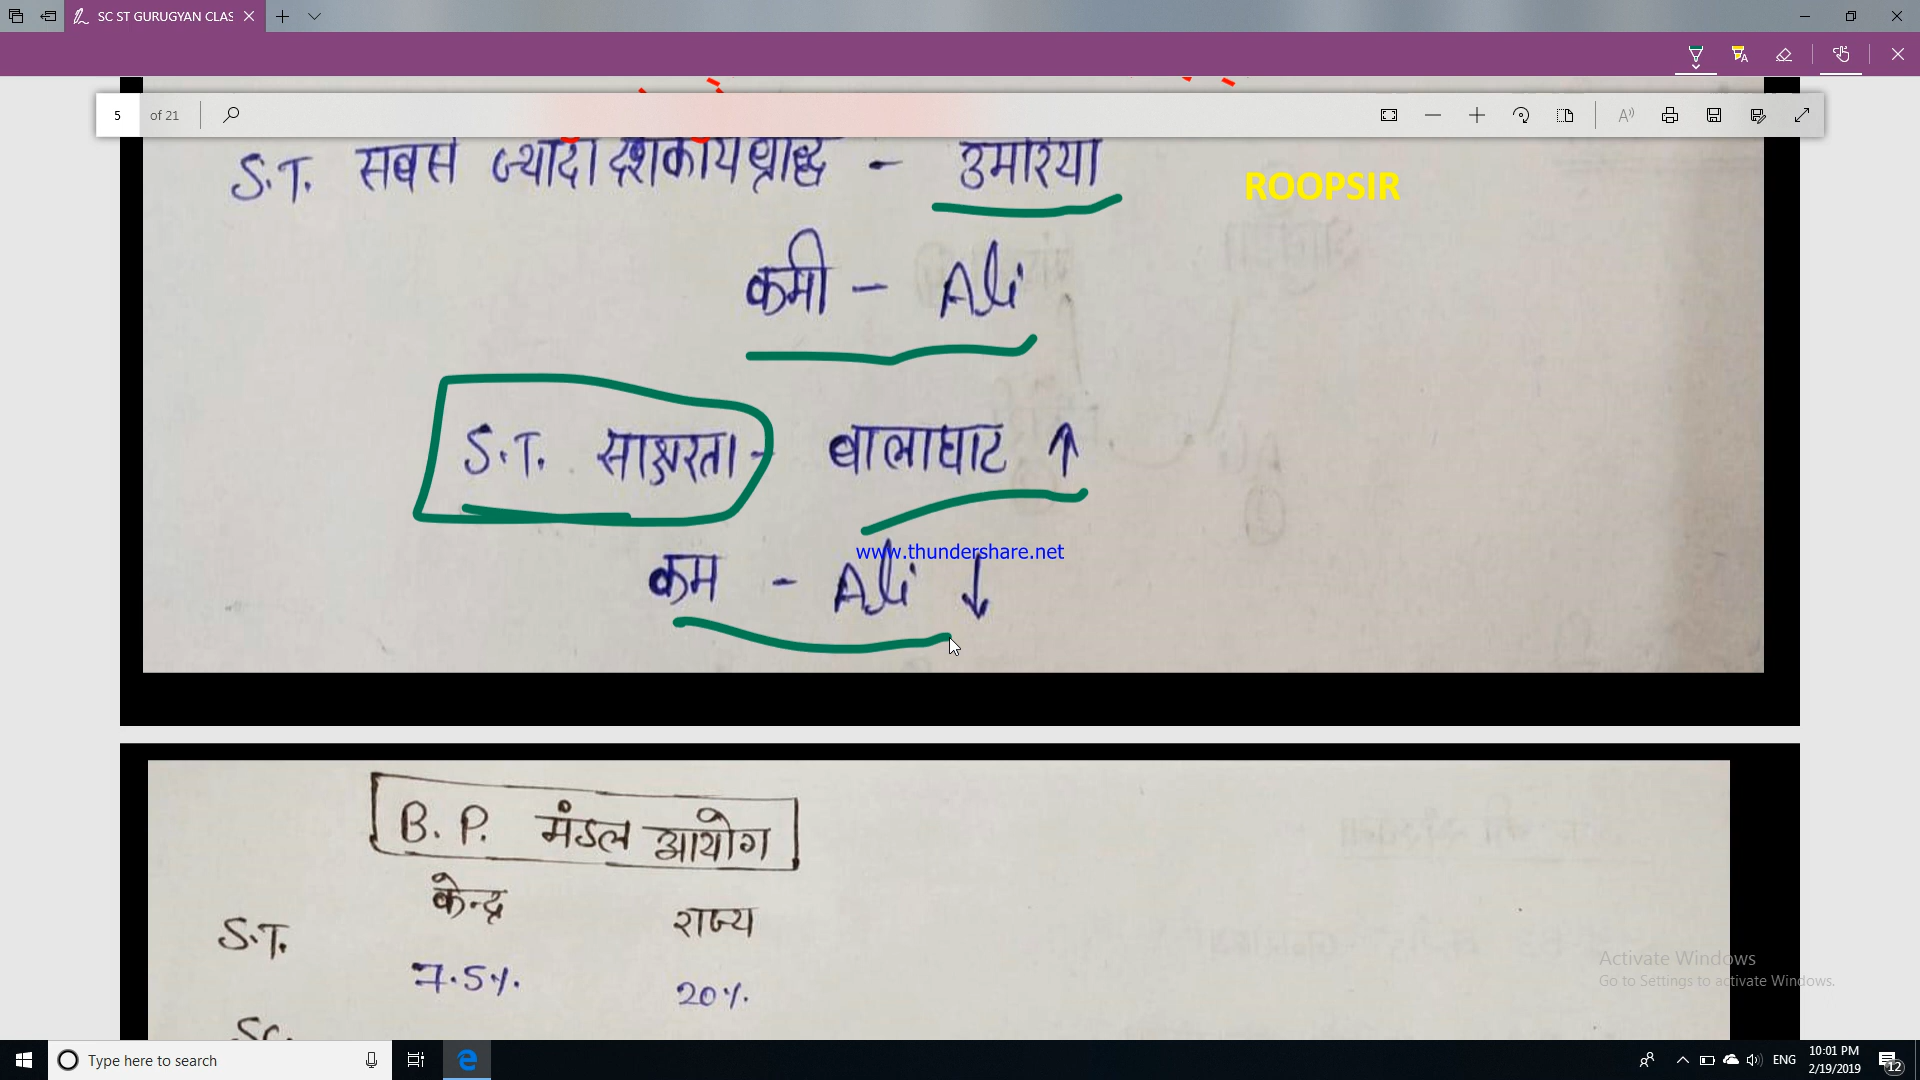 SC ST GURUGYAN CLAS
5 of 21
S.T. सबसे ज्यादा दशकीय वृद्धि - उमरिया
ROOPSIR
कमी - Ali
S.T. साक्षरता - बालाघाट ↑
www.thundershare.net
कम - Ali ↓
B. P. मंडल आयोग
केन्द्र राज्य
S.T.
7.5% 20%
SC.
Activate Windows
Go to Settings to activate Windows.
Type here to search
ENG
10:01 PM
2/19/2019
12